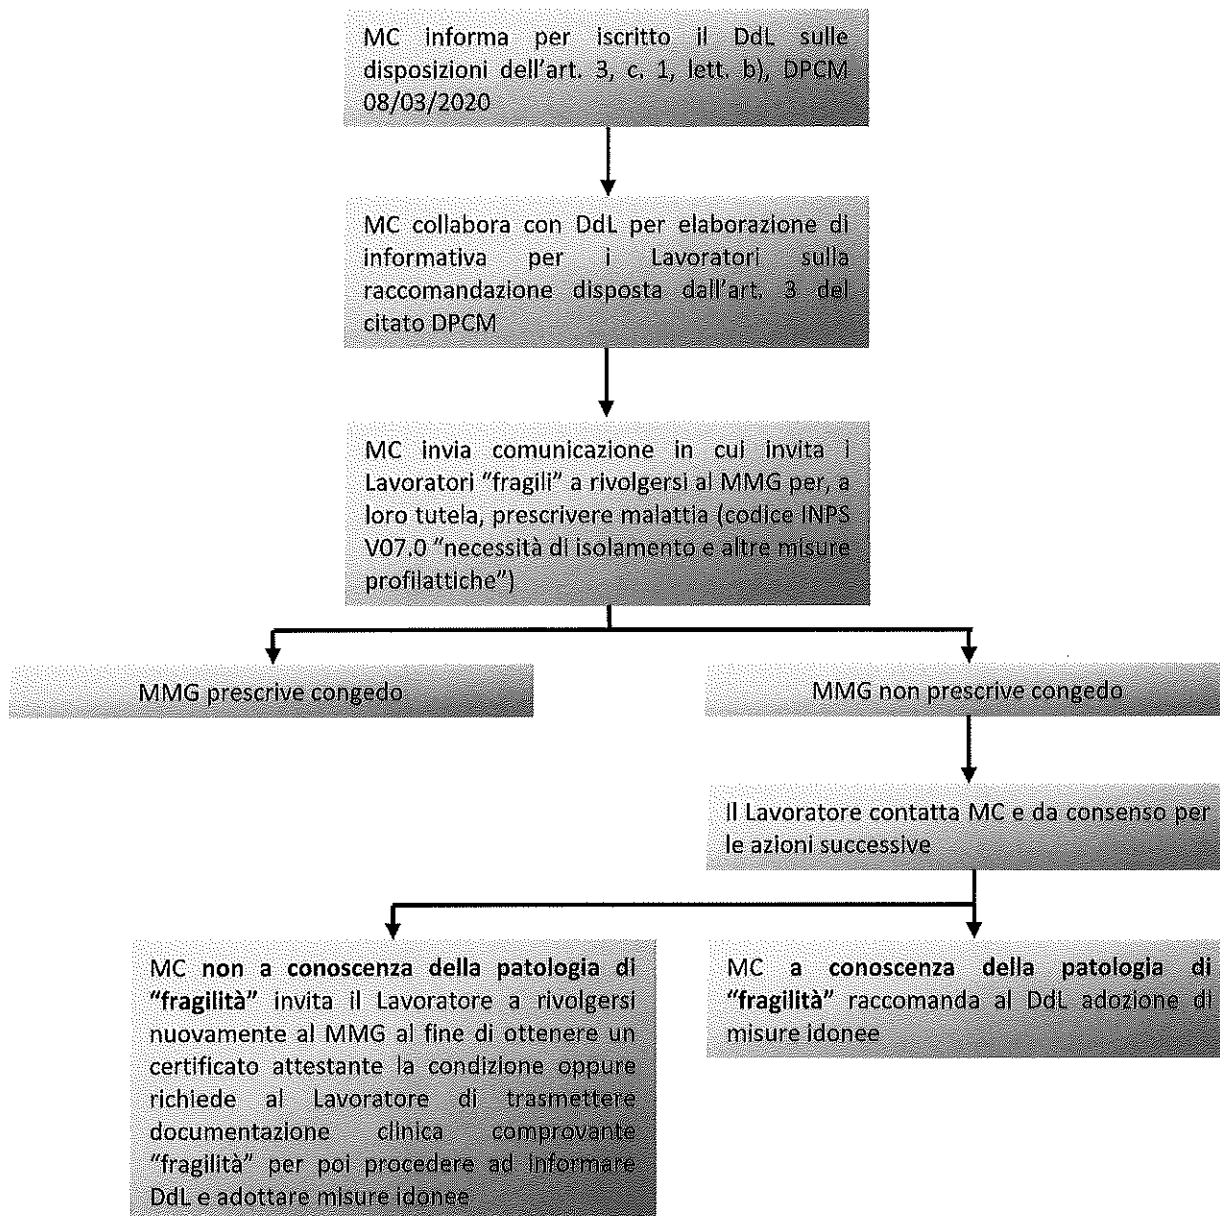 MC informa per iscritto il DdL sulle
disposizioni dell'art. 3, c. 1, lett. b), DPCM
08/03/2020
MC collabora con DdL per elaborazione di
informativa per i Lavoratori sulla
raccomandazione disposta dall'art. 3 del
citato DPCM
MC invia comunicazione in cui invita i
Lavoratori "fragili" a rivolgersi al MMG per, a
loro tutela, prescrivere malattia (codice INPS
V07.0 "necessità di isolamento e altre misure
profilattiche")
MMG prescrive congedo
MMG non prescrive congedo
Il Lavoratore contatta MC e da consenso per
le azioni successive
MC non a conoscenza della patologia di
"fragilità" invita il Lavoratore a rivolgersi
nuovamente al MMG al fine di ottenere un
certificato attestante la condizione oppure
richiede al Lavoratore di trasmettere
documentazione clinica comprovante
"fragilità" per poi procedere ad informare
DdL e adottare misure idonee
MC a conoscenza della patologia di
"fragilità" raccomanda al DdL adozione di
misure idonee